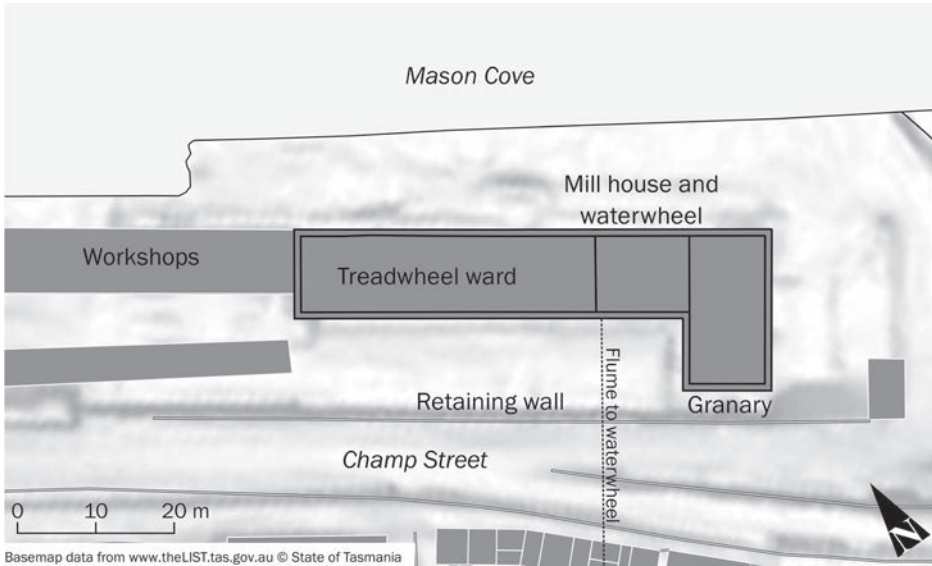 Mason Cove
Mill house and
waterwheel
Workshops
Treadwheel ward
Flume to waterwheel
Retaining wall
Granary
Champ Street
0 10 20 m
N
Basemap data from www.theLIST.tas.gov.au © State of Tasmania